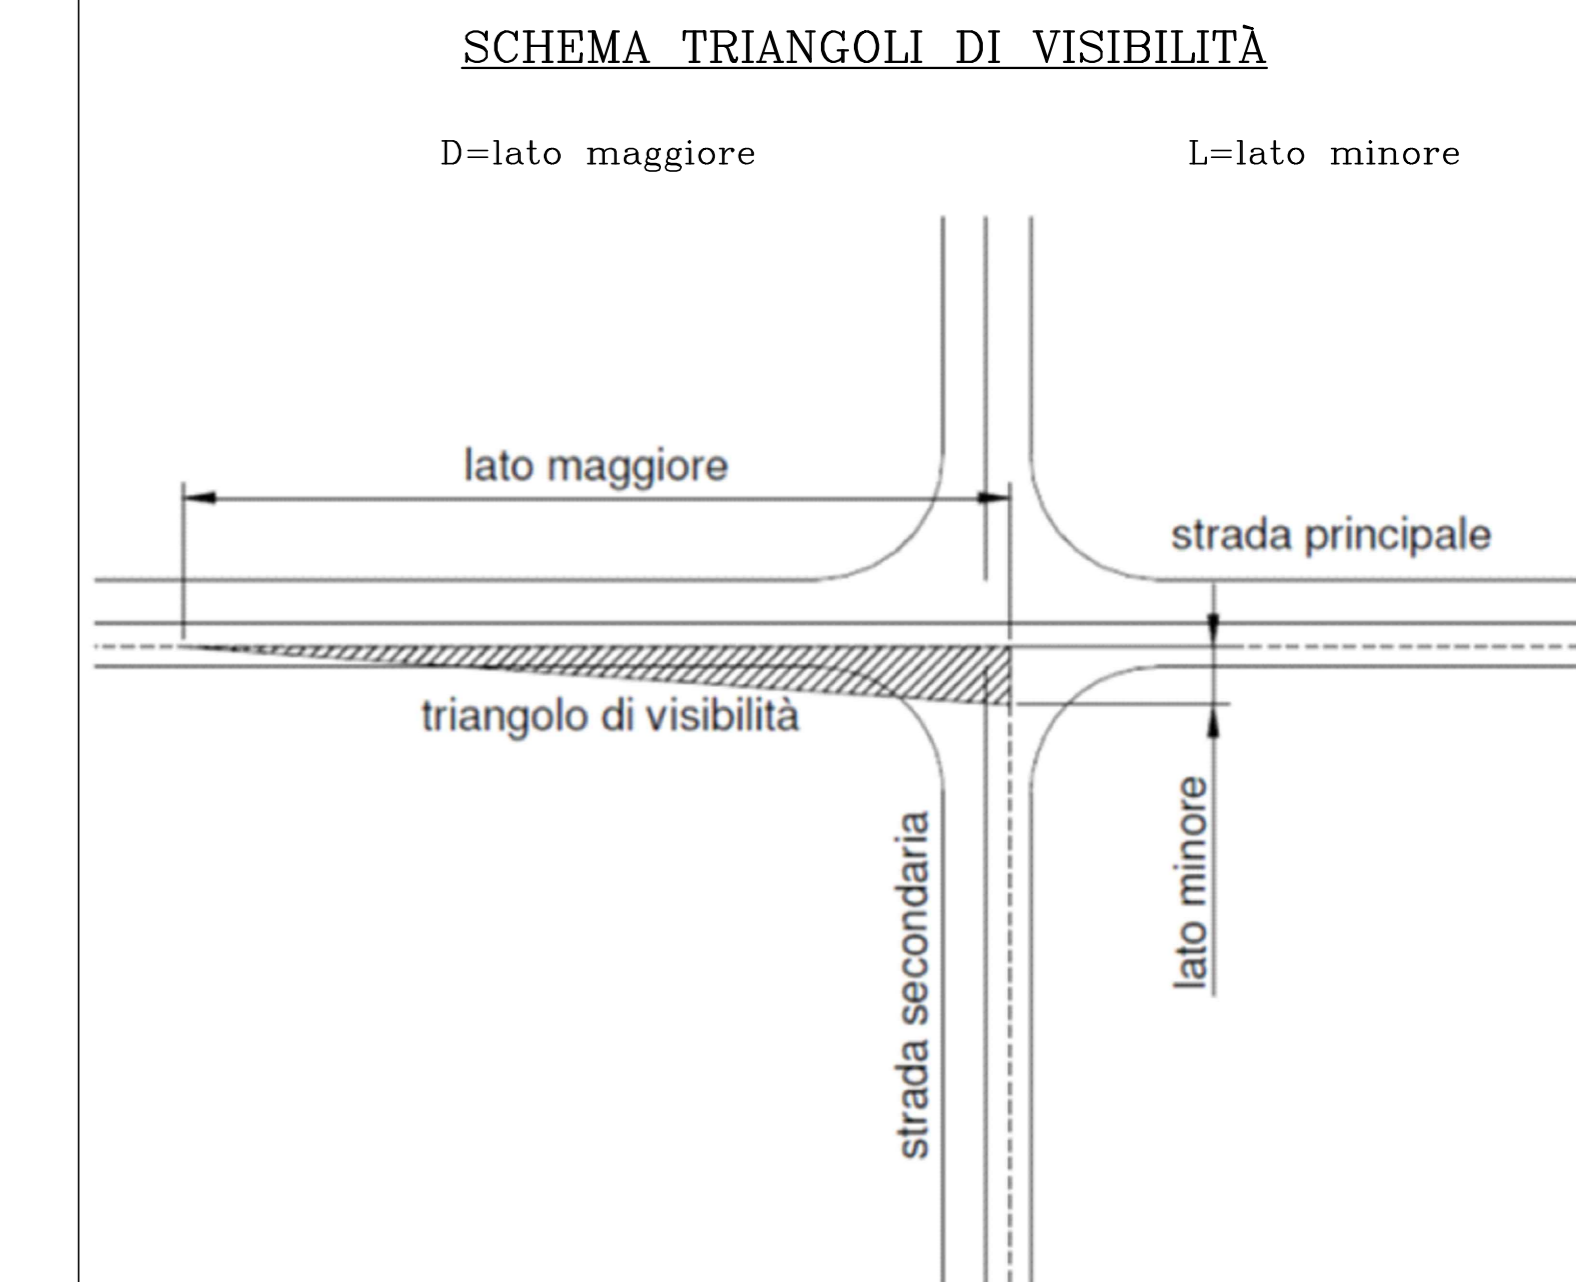 SCHEMA TRIANGOLI DI VISIBILITÀ
D=lato maggiore
L=lato minore
lato maggiore
strada principale
triangolo di visibilità
strada secondaria
lato minore